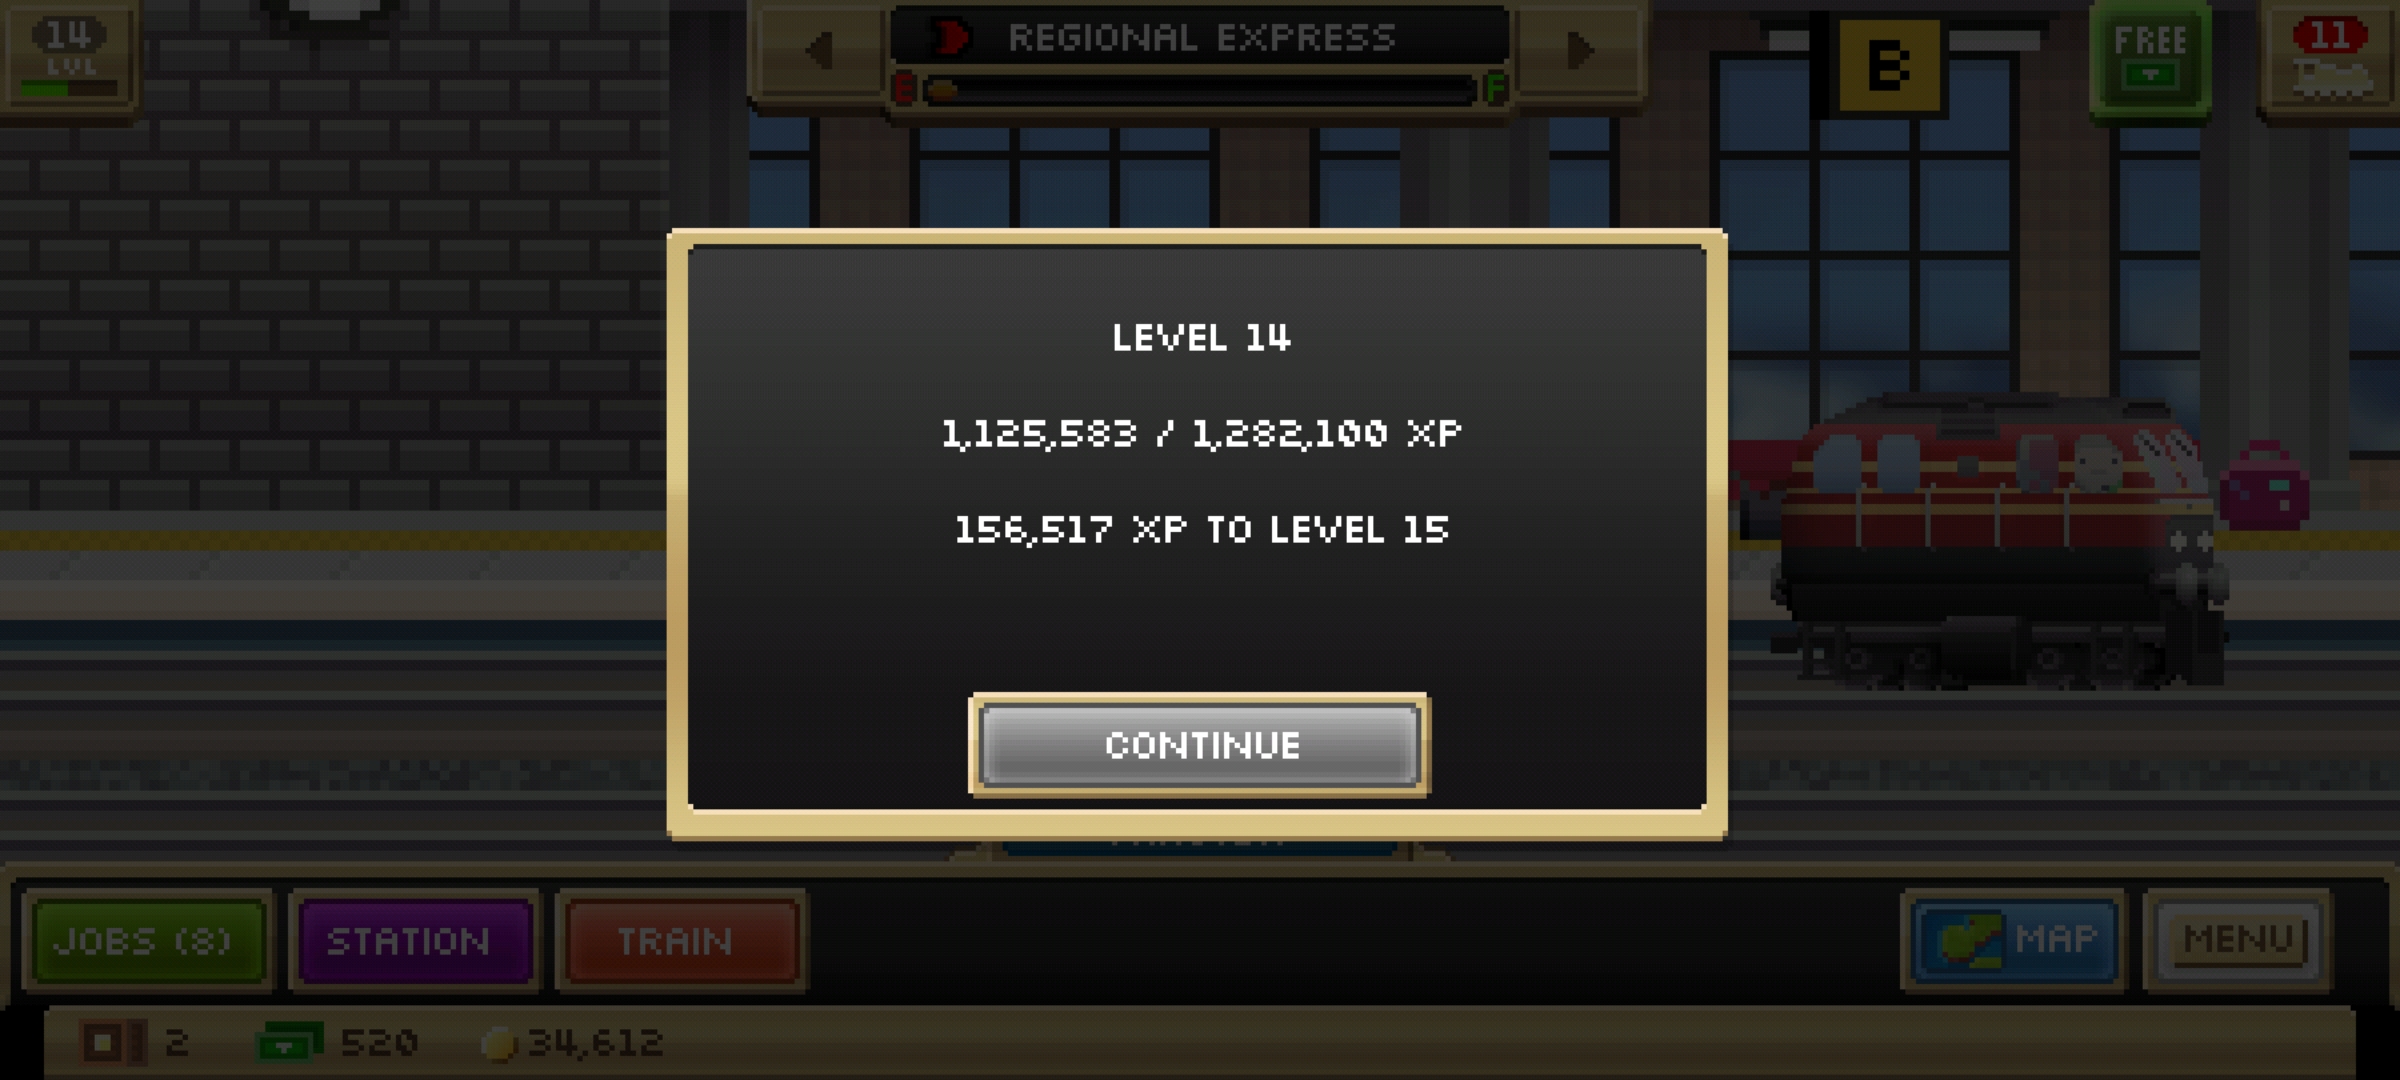 14
LVL
REGIONAL EXPRESS
E
F
B
FREE
11
LEVEL 14
1,125,583 / 1,282,100 XP
156,517 XP TO LEVEL 15
CONTINUE
JOBS (8)
STATION
TRAIN
MAP
MENU
2
520
34,612